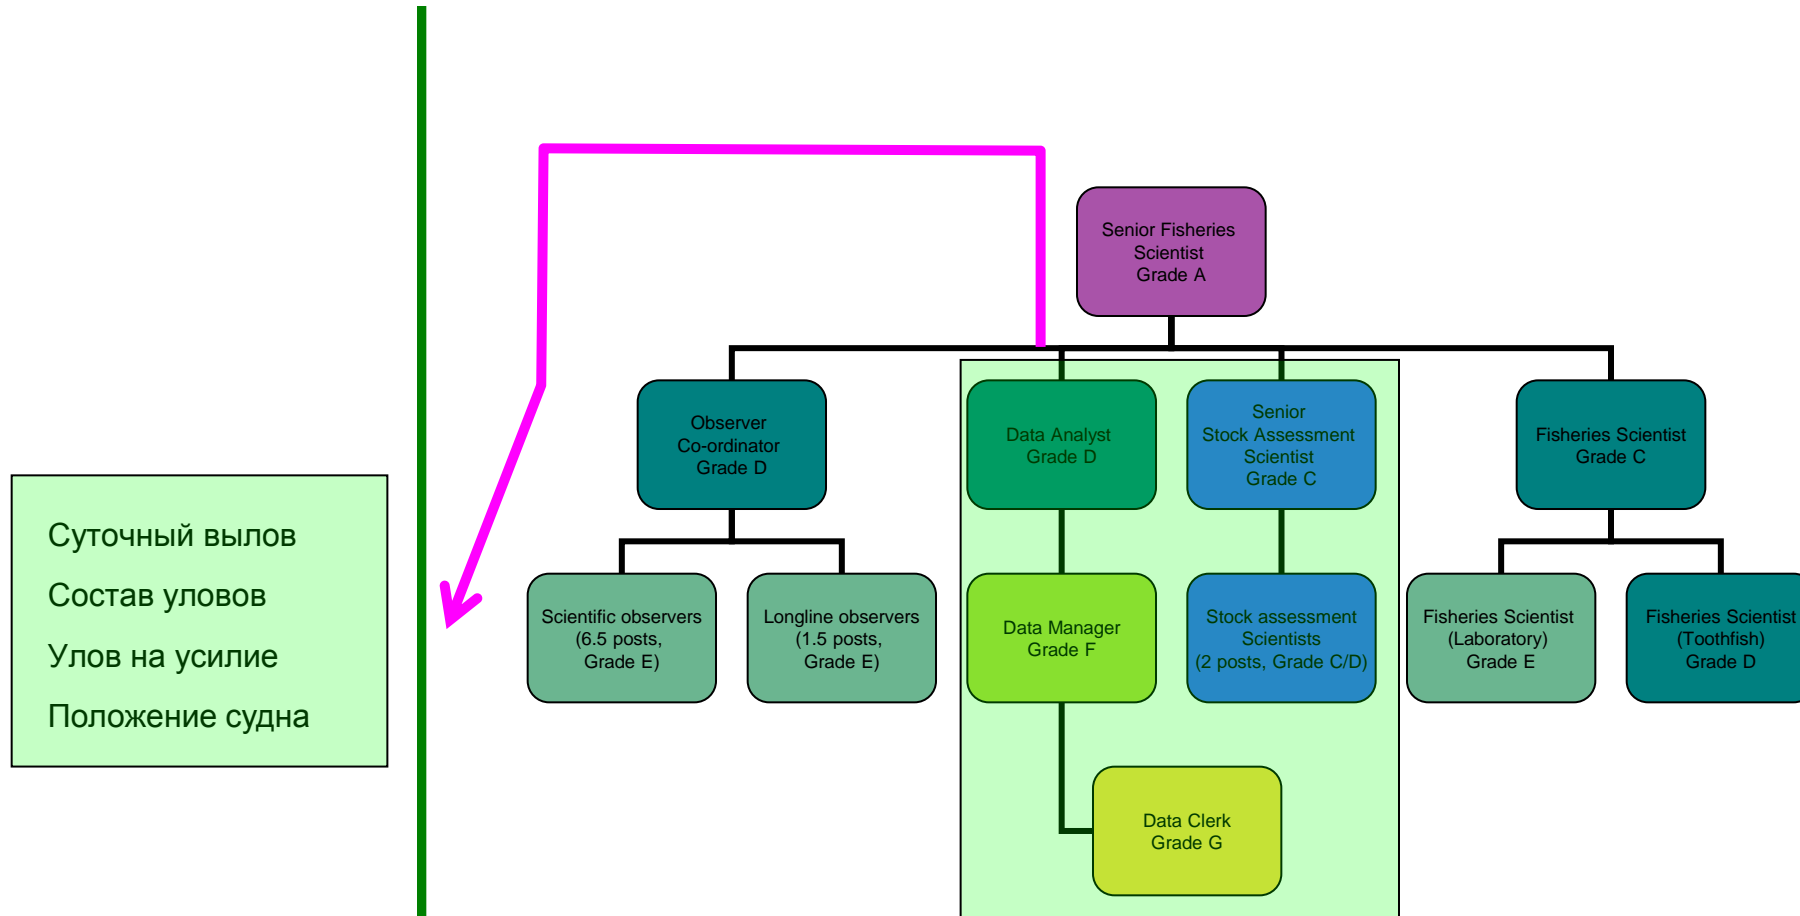 Senior Fisheries
Scientist
Grade A
Observer
Co-ordinator
Grade D
Data Analyst
Grade D
Senior
Stock Assessment
Scientist
Grade C
Fisheries Scientist
Grade C
Суточный вылов
Состав уловов
Улов на усилие
Положение судна
Scientific observers
(6.5 posts,
Grade E)
Longline observers
(1.5 posts,
Grade E)
Data Manager
Grade F
Stock assessment
Scientists
(2 posts, Grade C/D)
Fisheries Scientist
(Laboratory)
Grade E
Fisheries Scientist
(Toothfish)
Grade D
Data Clerk
Grade G